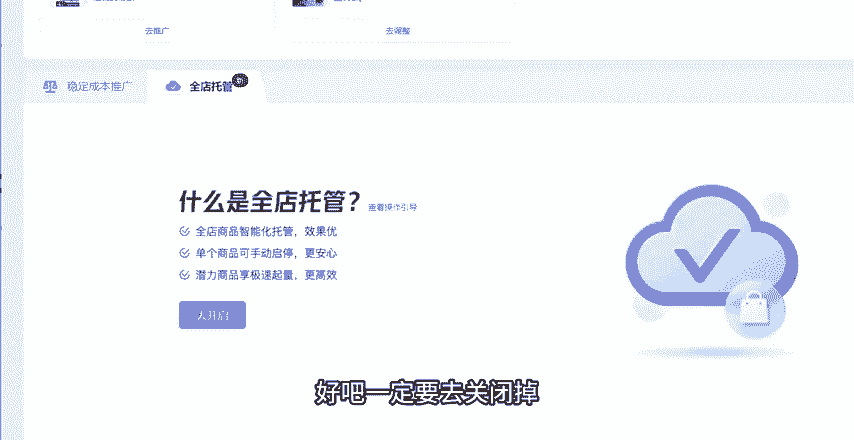 去推广
去调整
稳定成本推广
全店托管
新
什么是全店托管？
查看操作引导
全店商品智能化托管，效果优
单个商品可手动启停，更安心
潜力商品享极速起量，更高效
去开启
好吧一定要去关闭掉